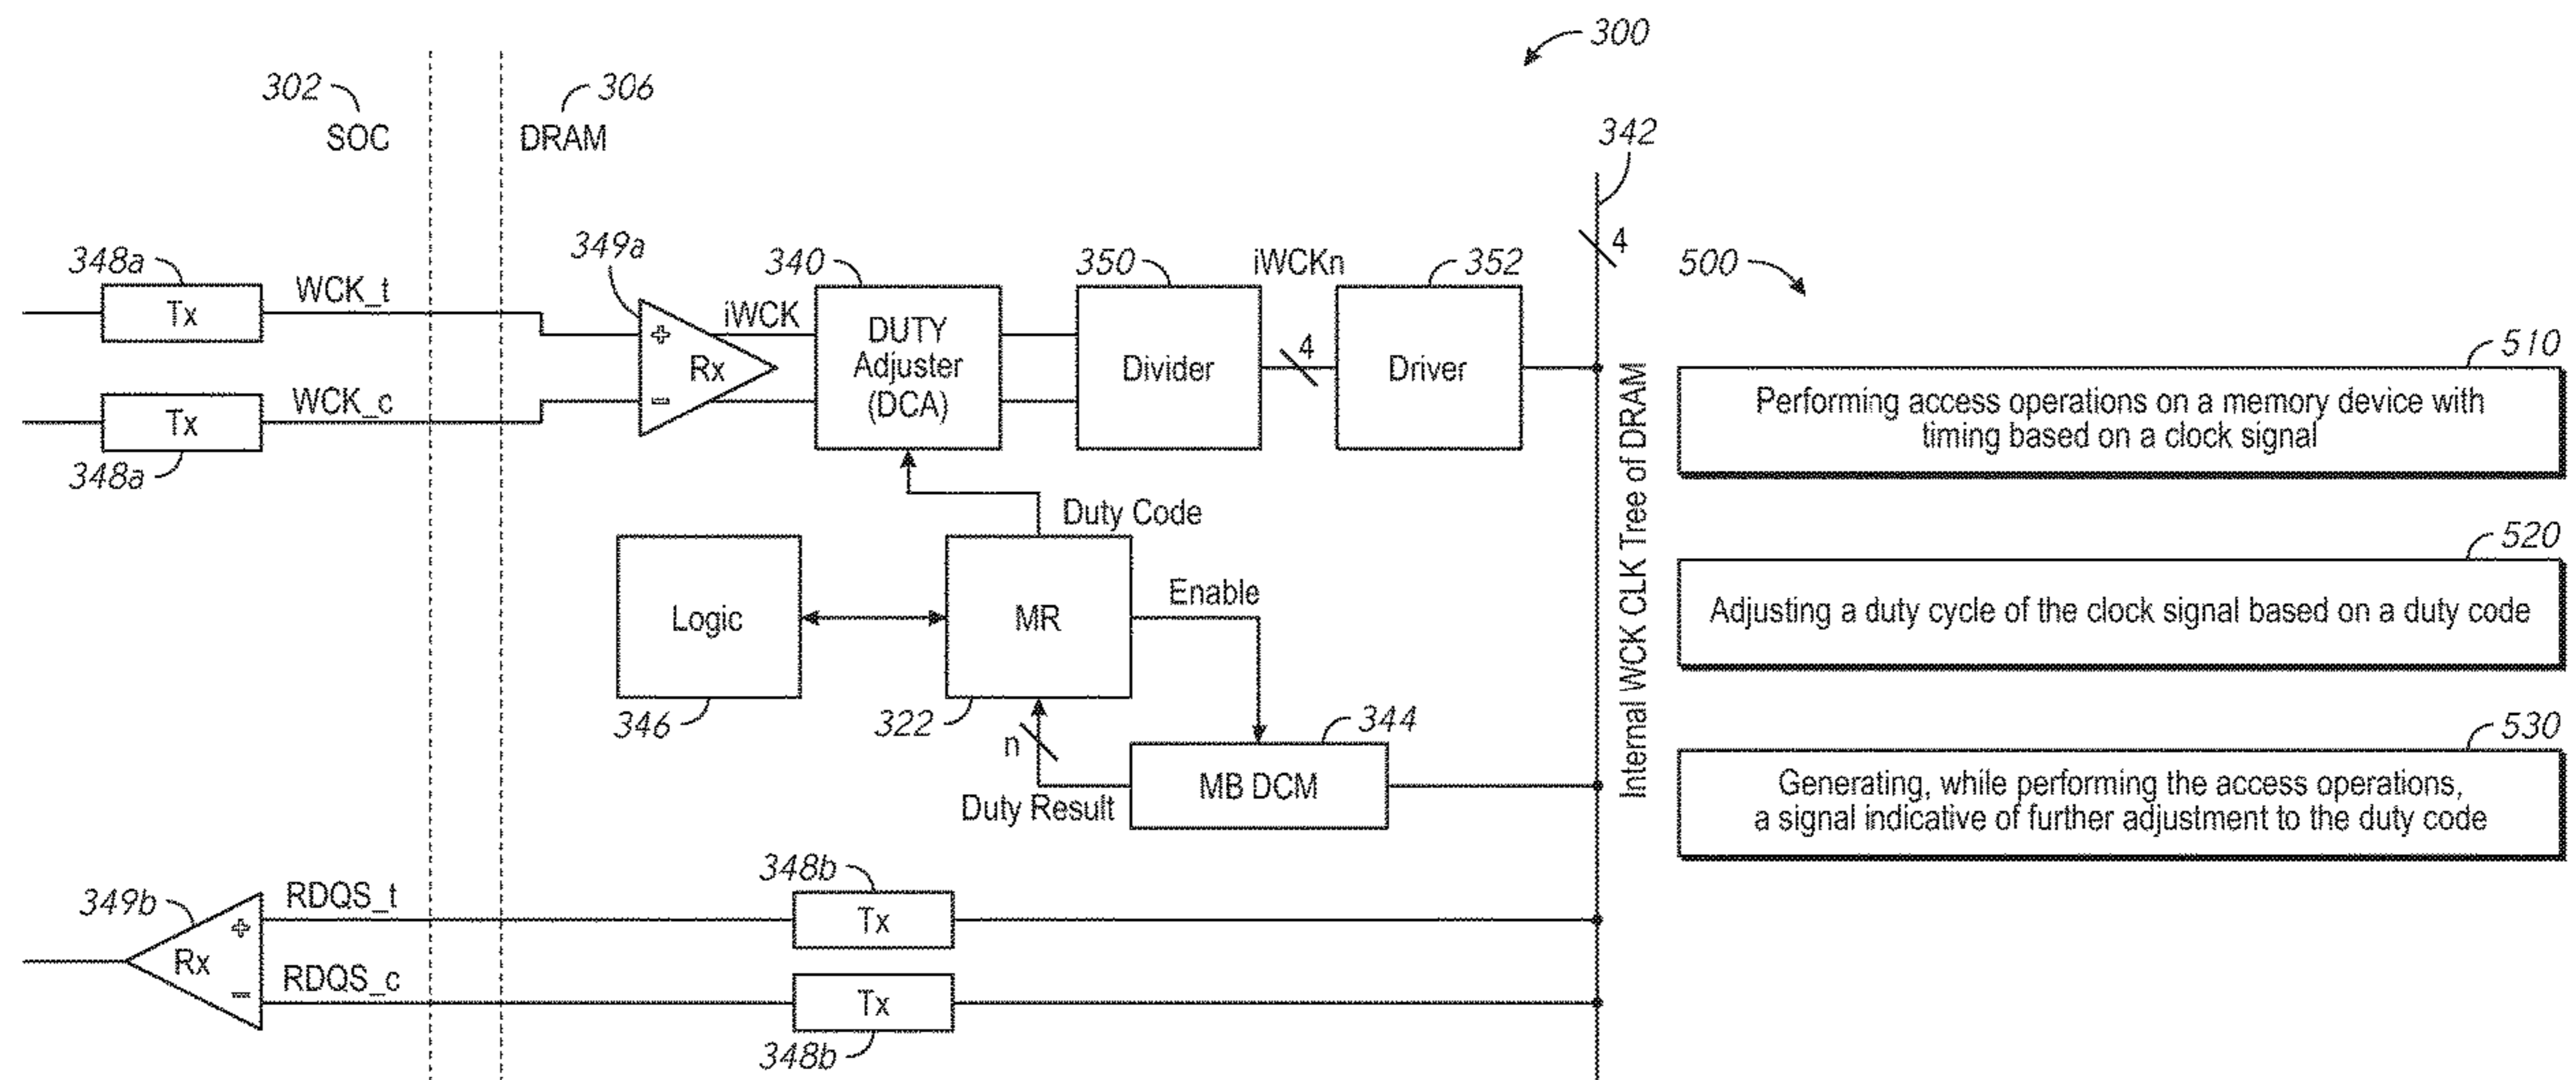 300
302
306
SOC
DRAM
342
4
349a
348a
340
350
iWCKn
352
500
WCK_t
Tx
iWCK
DUTY
Adjuster
(DCA)
Divider
4
Driver
+
Rx
-
WCK_c
Tx
348a
510
Performing access operations on a memory device with
timing based on a clock signal
Internal WCK CLK Tree of DRAM
Duty Code
Logic
MR
Enable
520
Adjusting a duty cycle of the clock signal based on a duty code
346
322
n
344
MB DCM
Duty Result
530
Generating, while performing the access operations,
a signal indicative of further adjustment to the duty code
348b
349b
RDQS_t
+
Tx
Rx
RDQS_c
-
Tx
348b